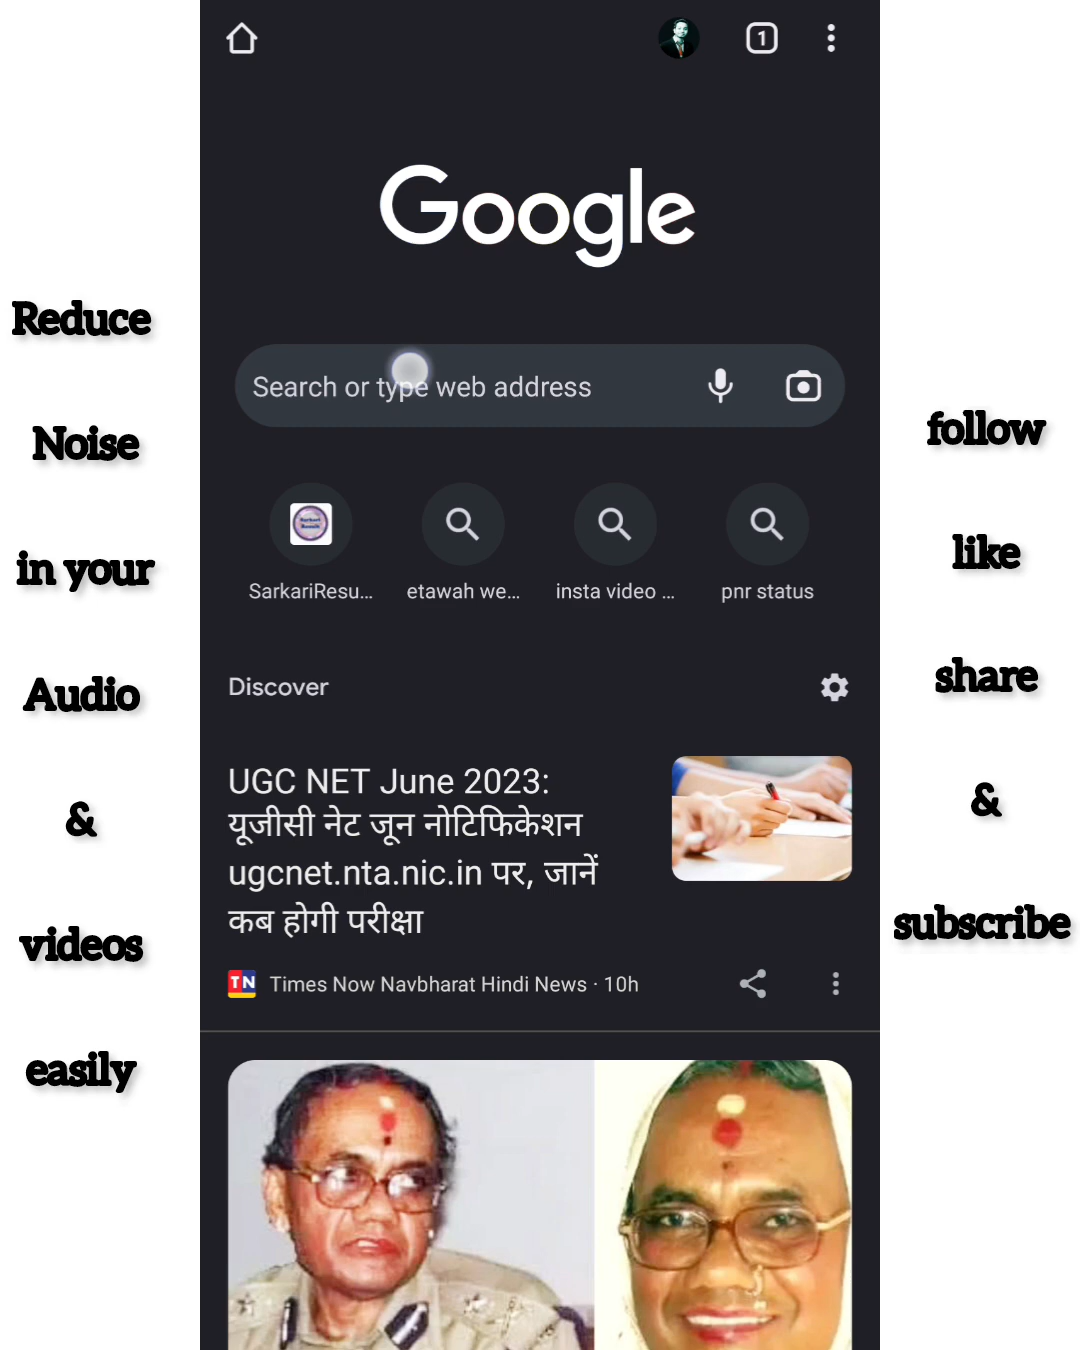 1
Google
Search or type web address
SarkariResu...
etawah we...
insta video ...
pnr status
Discover
UGC NET June 2023:
यूजीसी नेट जून नोटिफिकेशन
ugcnet.nta.nic.in पर, जानें
कब होगी परीक्षा
TN Times Now Navbharat Hindi News · 10h
Reduce
Noise
in your
Audio
&
videos
easily
follow
like
share
&
subscribe